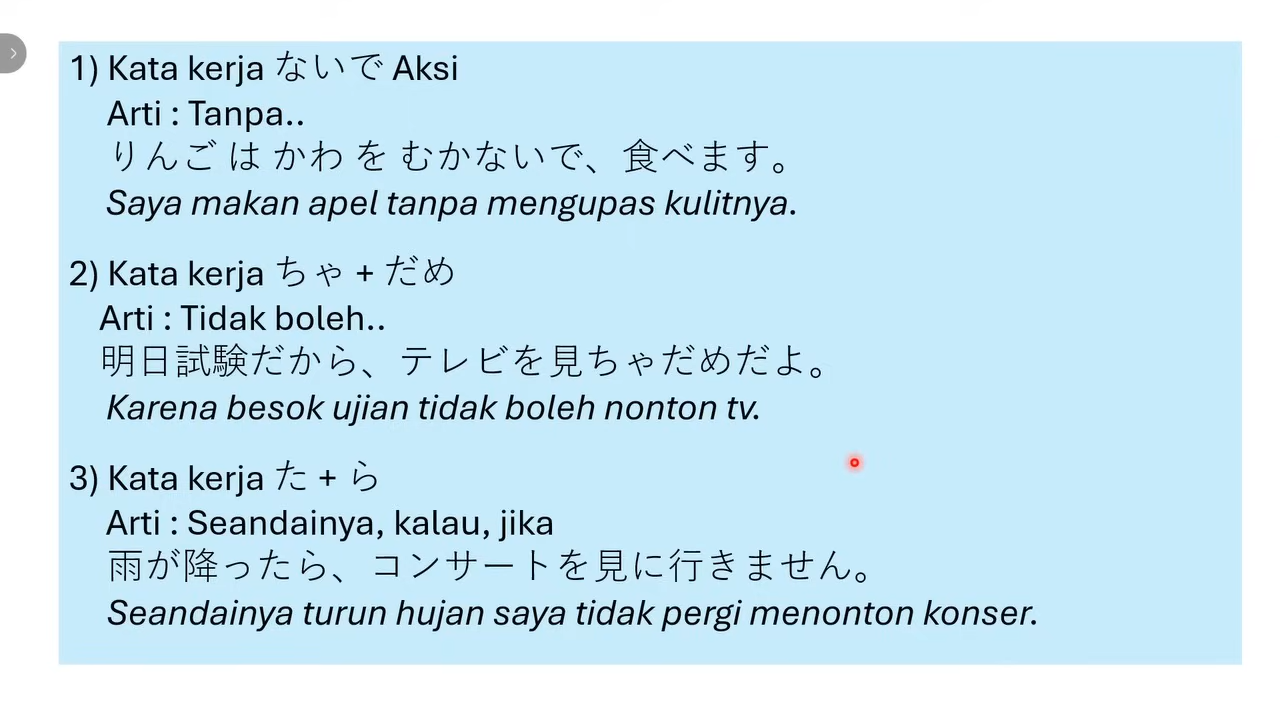 1) Kata kerja ないで Aksi
Arti : Tanpa..
りんご は かわ を むかないで、食べます。
Saya makan apel tanpa mengupas kulitnya.
2) Kata kerja ちゃ + だめ
Arti : Tidak boleh..
明日試験だから、テレビを見ちゃだめだよ。
Karena besok ujian tidak boleh nonton tv.
3) Kata kerja た + ら
Arti : Seandainya, kalau, jika
雨が降ったら、コンサートを見に行きません。
Seandainya turun hujan saya tidak pergi menonton konser.